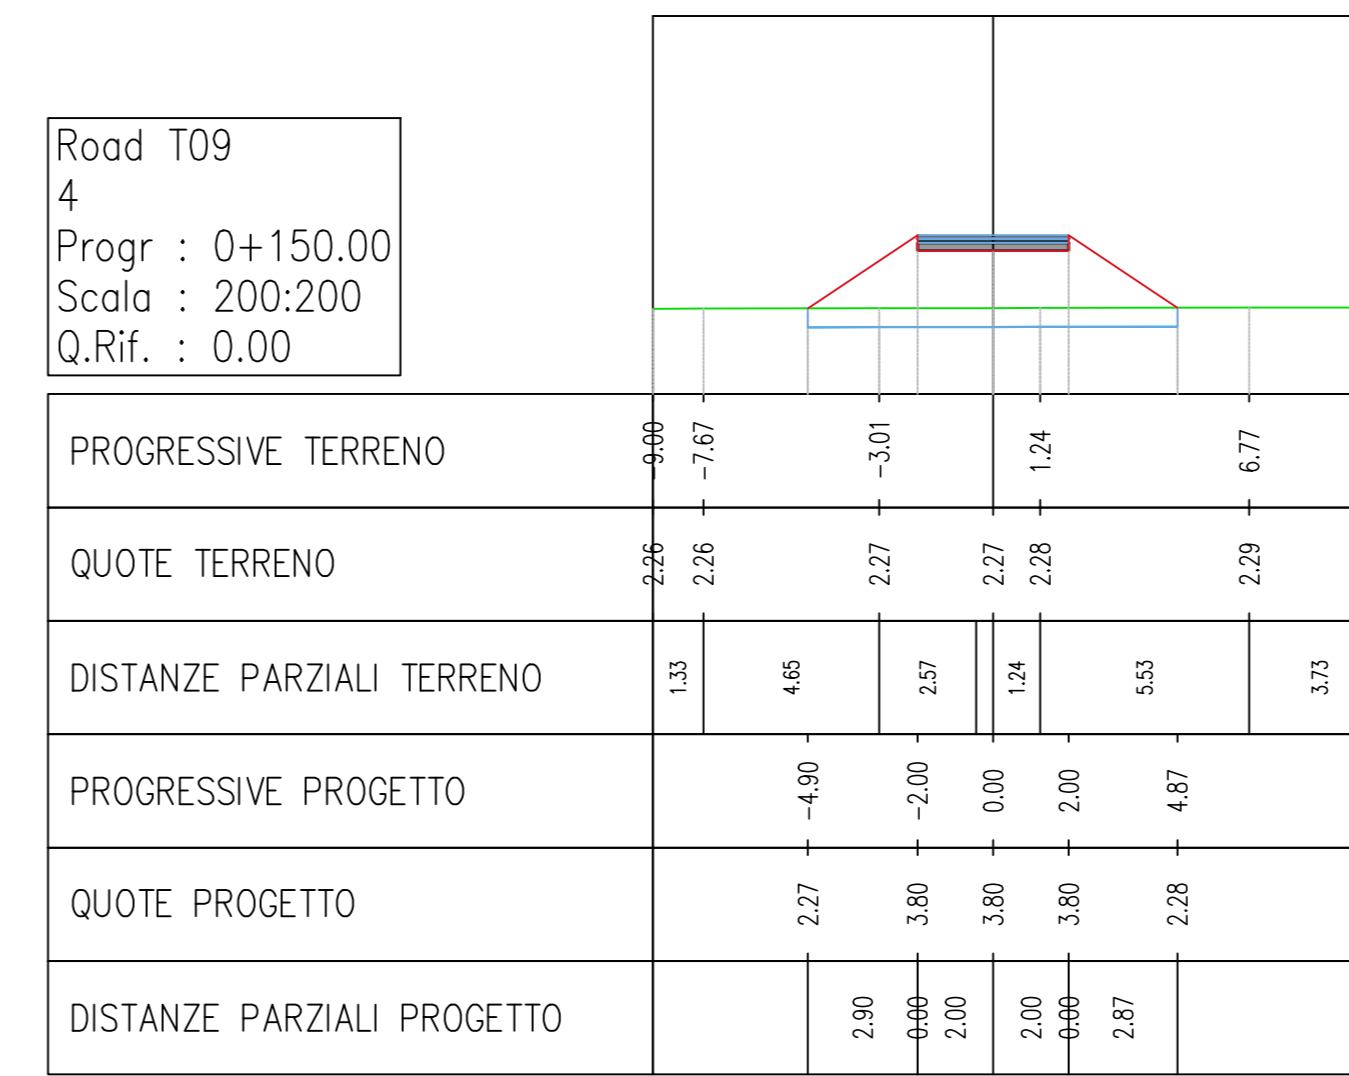 Road T09
4
Progr : 0+150.00
Scala : 200:200
Q.Rif. : 0.00
PROGRESSIVE TERRENO -9.00 -7.67 -3.01 1.24 6.77
QUOTE TERRENO 2.26 2.26 2.27 2.27 2.28 2.29
DISTANZE PARZIALI TERRENO 1.33 4.65 2.57 1.24 5.53 3.73
PROGRESSIVE PROGETTO -4.90 -2.00 0.00 2.00 4.87
QUOTE PROGETTO 2.27 3.80 3.80 3.80 2.28
DISTANZE PARZIALI PROGETTO 2.90 0.00 2.00 2.00 0.00 2.87